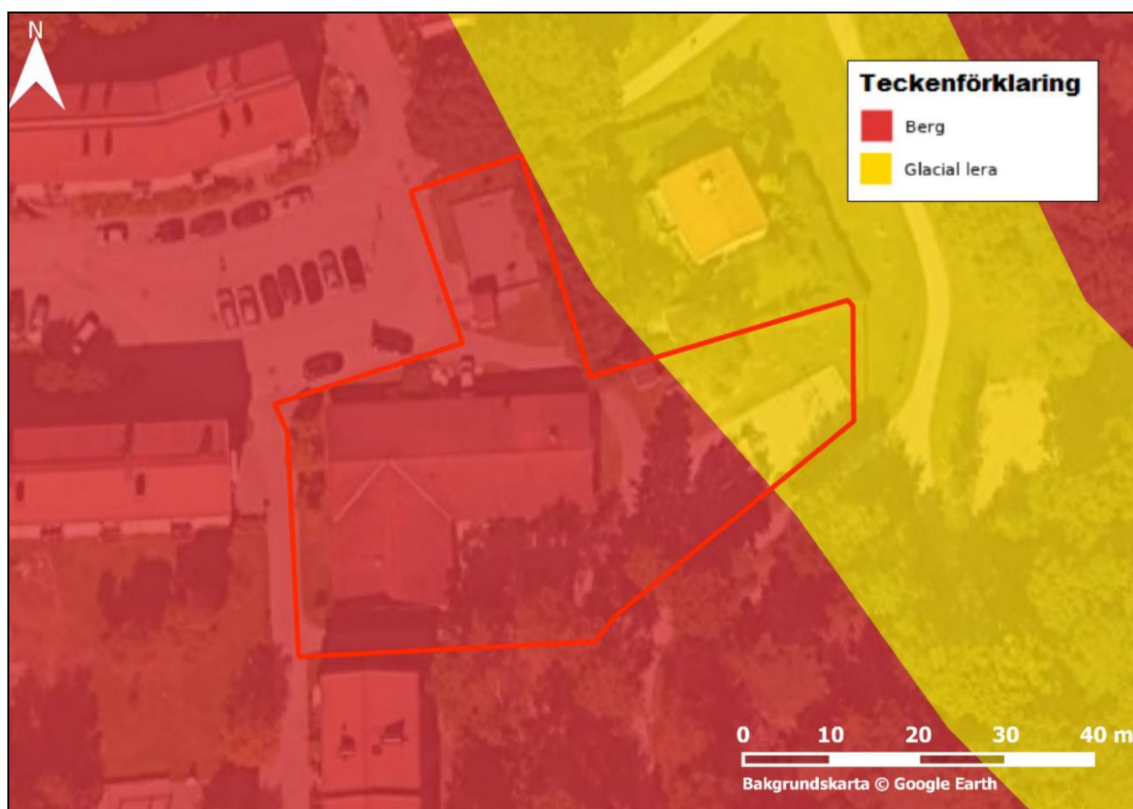 N
Teckenförklaring
Berg
Glacial lera
0 10 20 30 40 m
Bakgrundskarta © Google Earth